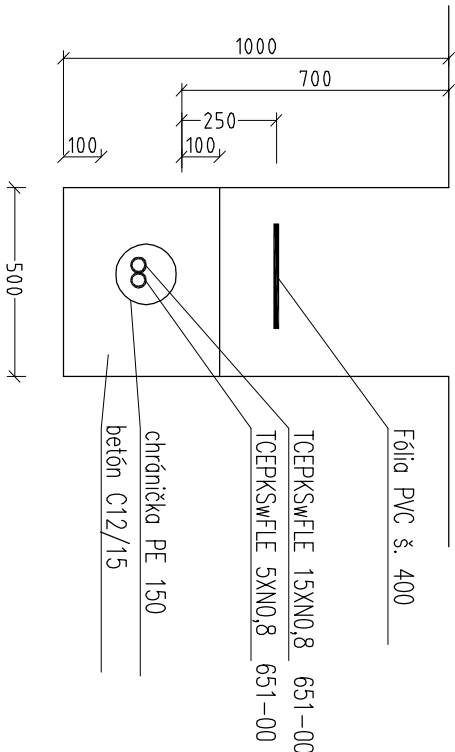 1000
700
250
100
100
500
Fólia PVC š. 400
TCEPKSwFLE 15XN0,8 651-00
TCEPKSwFLE 5XN0,8 651-00
chránička PE 150
betón C12/15